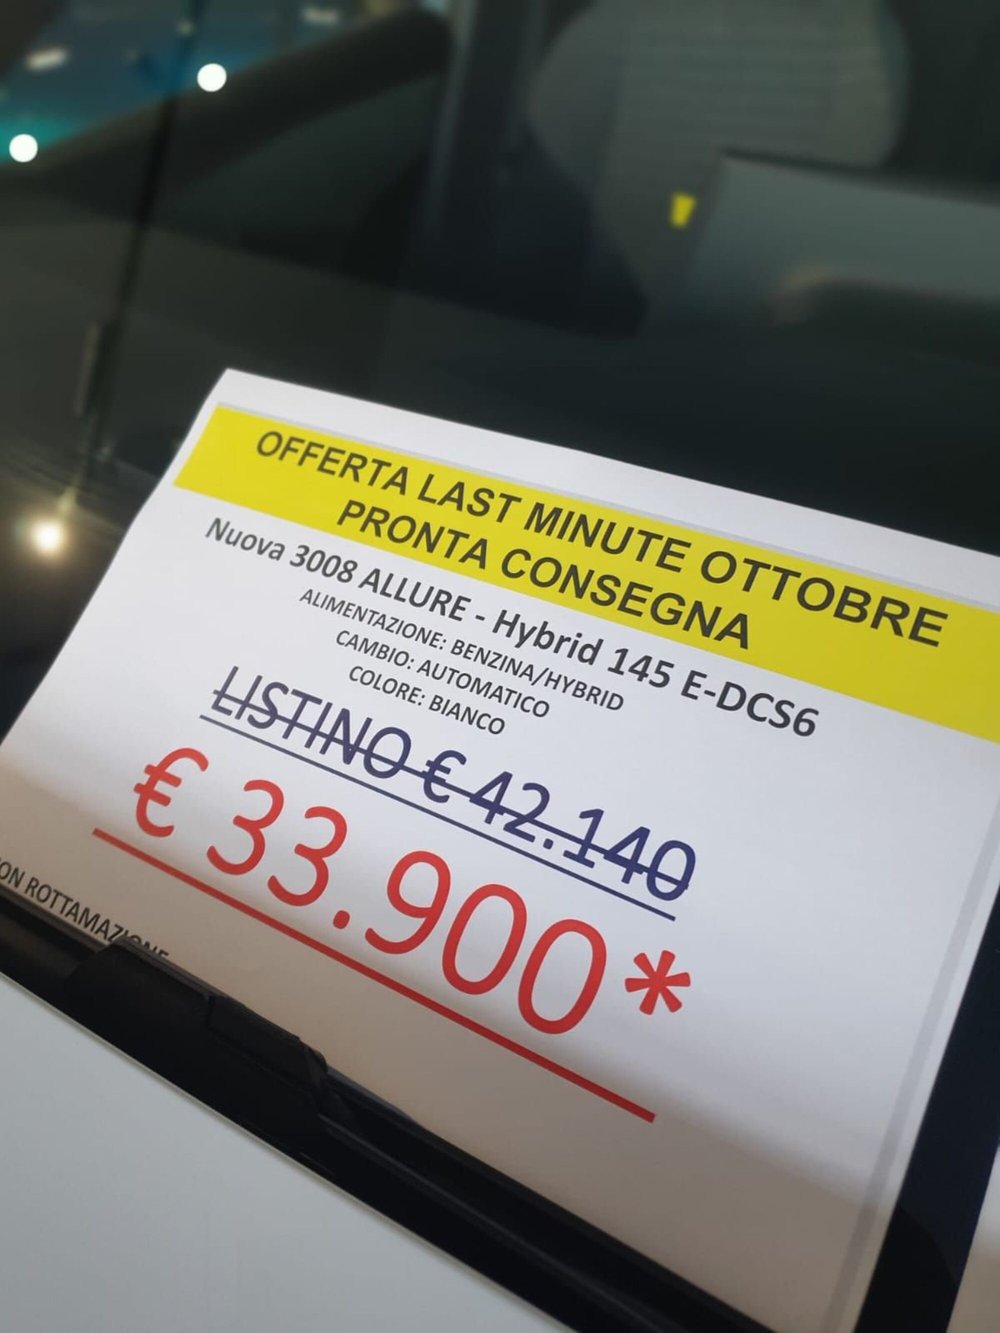 OFFERTA LAST MINUTE OTTOBRE
PRONTA CONSEGNA
Nuova 3008 ALLURE - Hybrid 145 E-DCS6
ALIMENTAZIONE: BENZINA/HYBRID
CAMBIO: AUTOMATICO
COLORE: BIANCO
LISTINO € 42.140
€ 33.900*
ROTTAMAZIONE